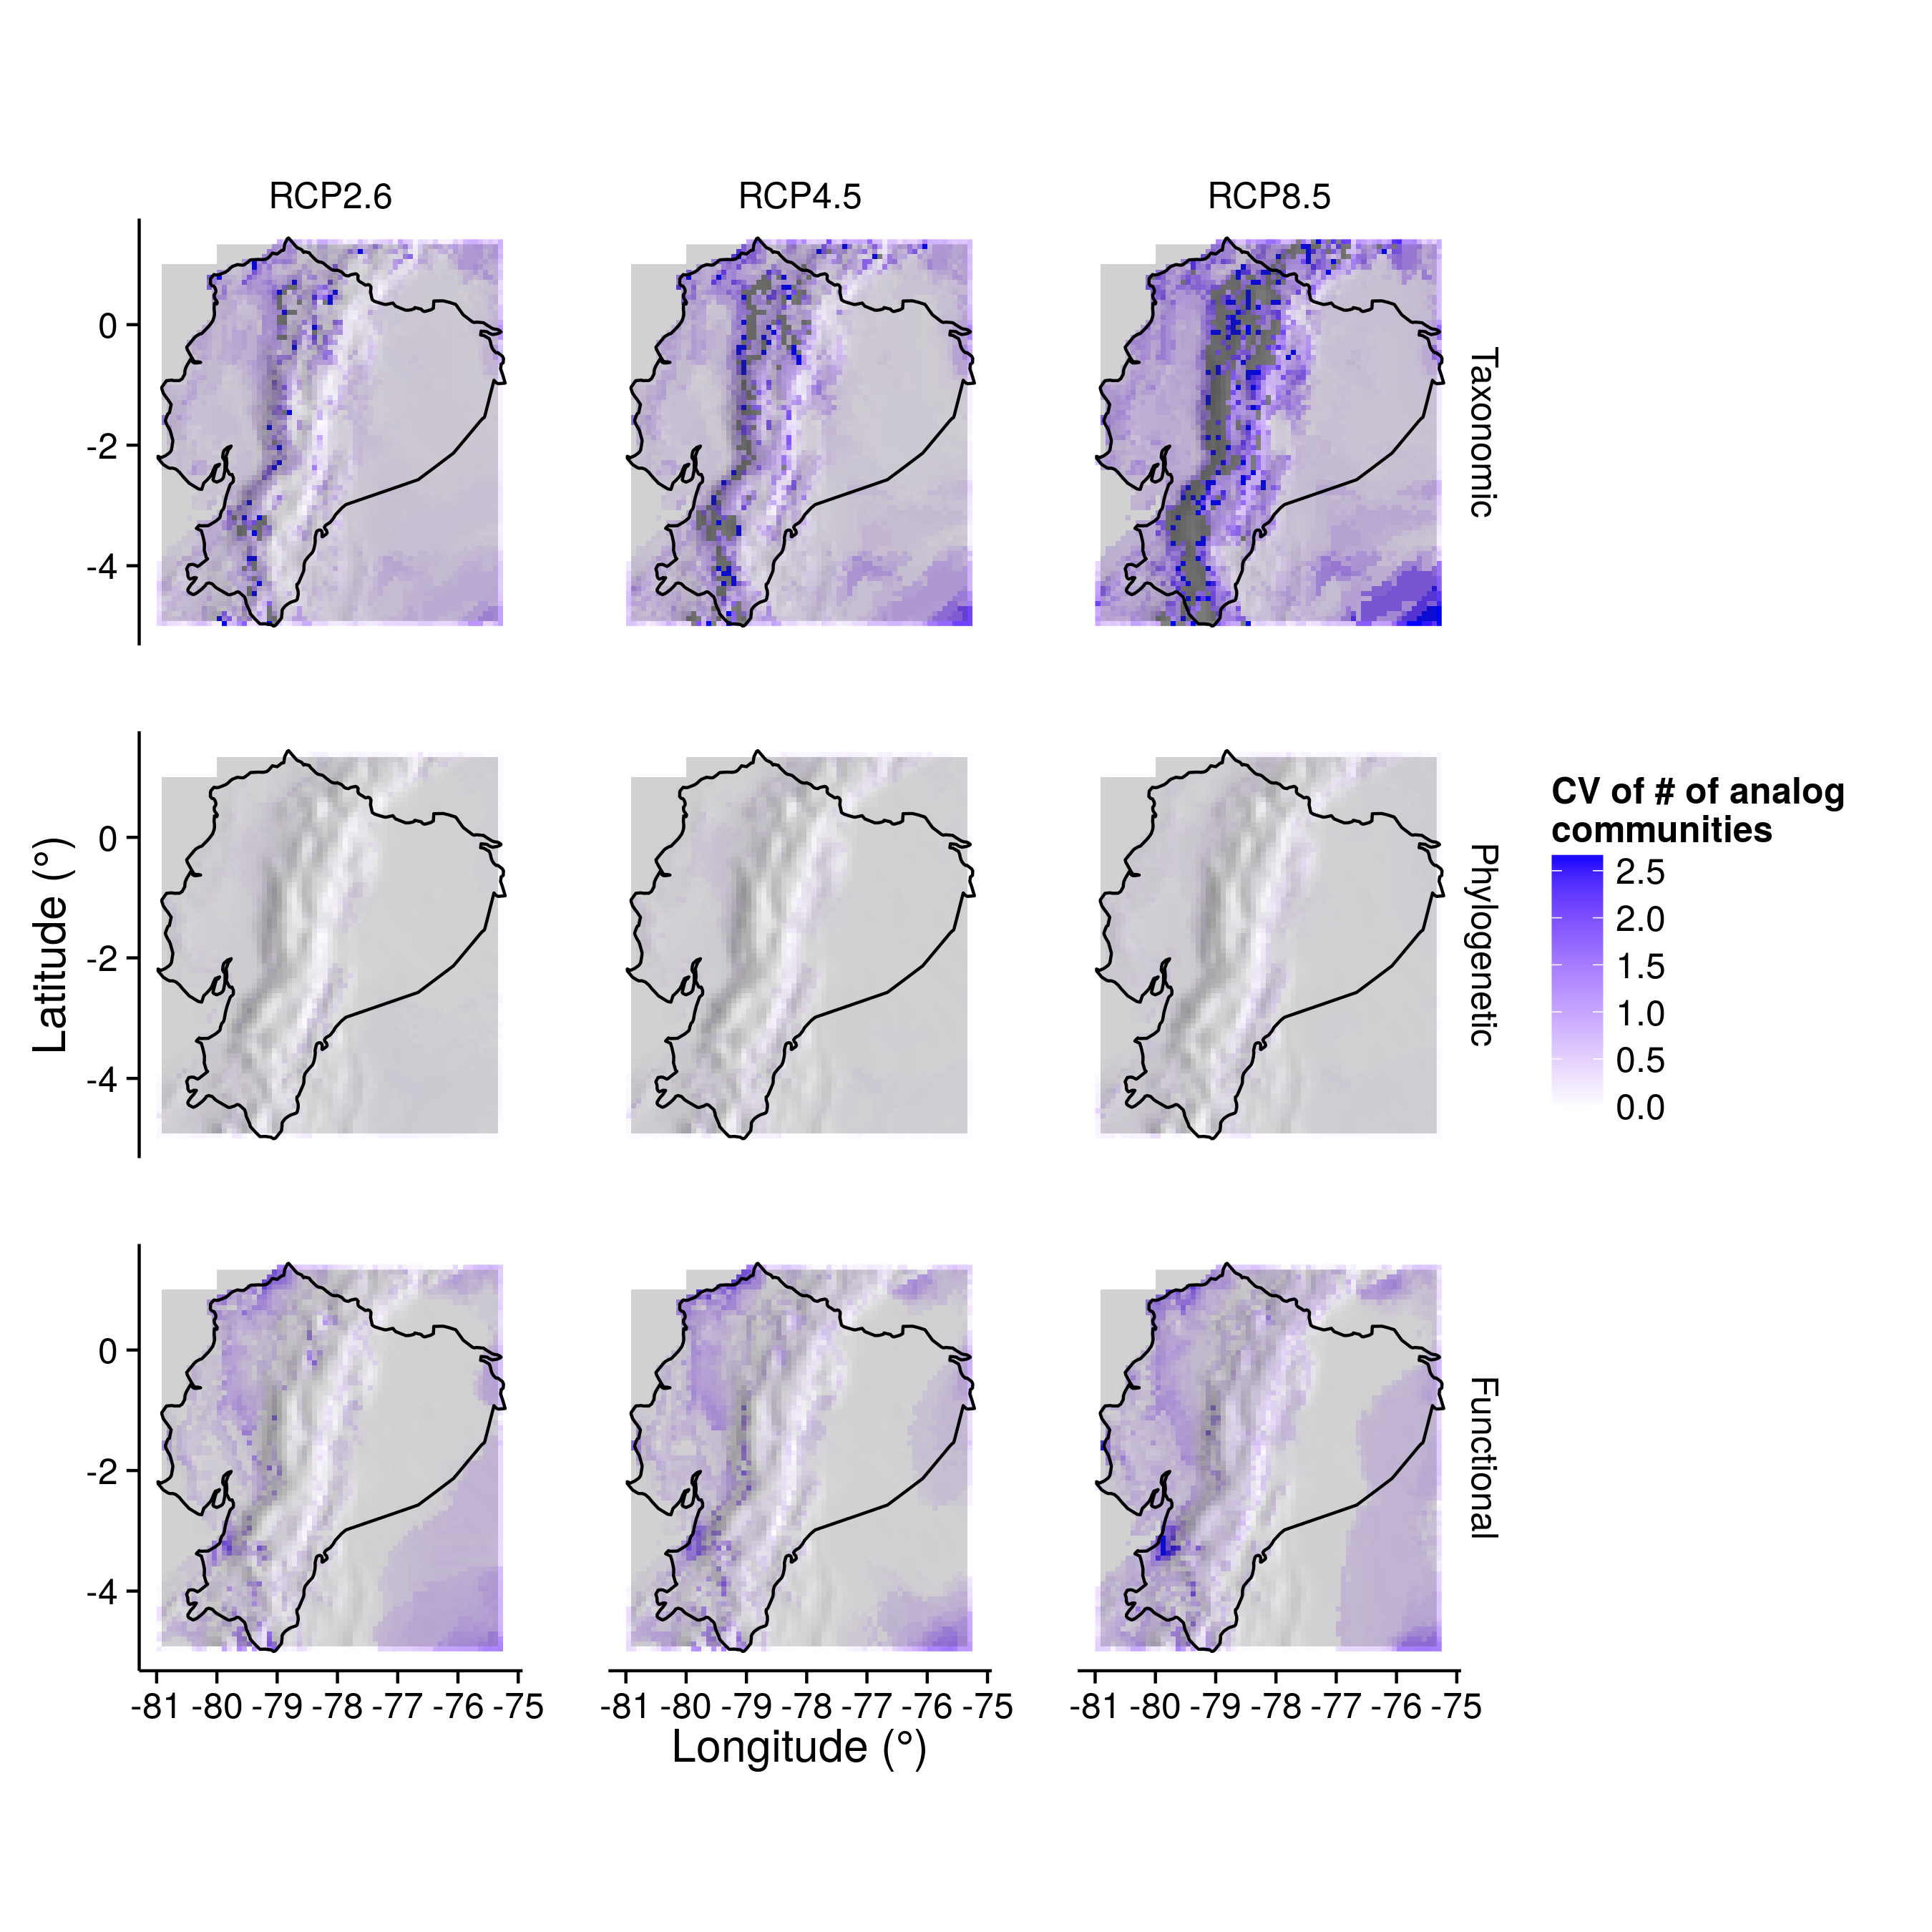 RCP2.6 RCP4.5 RCP8.5
0
-2
-4
Taxonomic
Latitude (°)
0
-2
-4
Phylogenetic
CV of # of analog
communities
2.5
2.0
1.5
1.0
0.5
0.0
0
-2
-4
Functional
-81 -80 -79 -78 -77 -76 -75 -81 -80 -79 -78 -77 -76 -75 -81 -80 -79 -78 -77 -76 -75
Longitude (°)